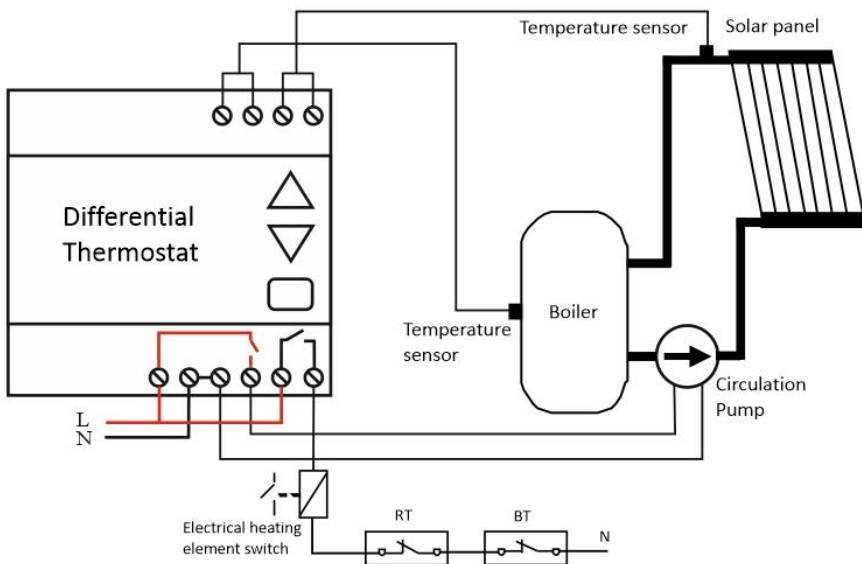 Temperature sensor
Solar panel
Differential
Thermostat
Boiler
Temperature
sensor
Circulation
Pump
L
N
Electrical heating
element switch
RT
BT
N